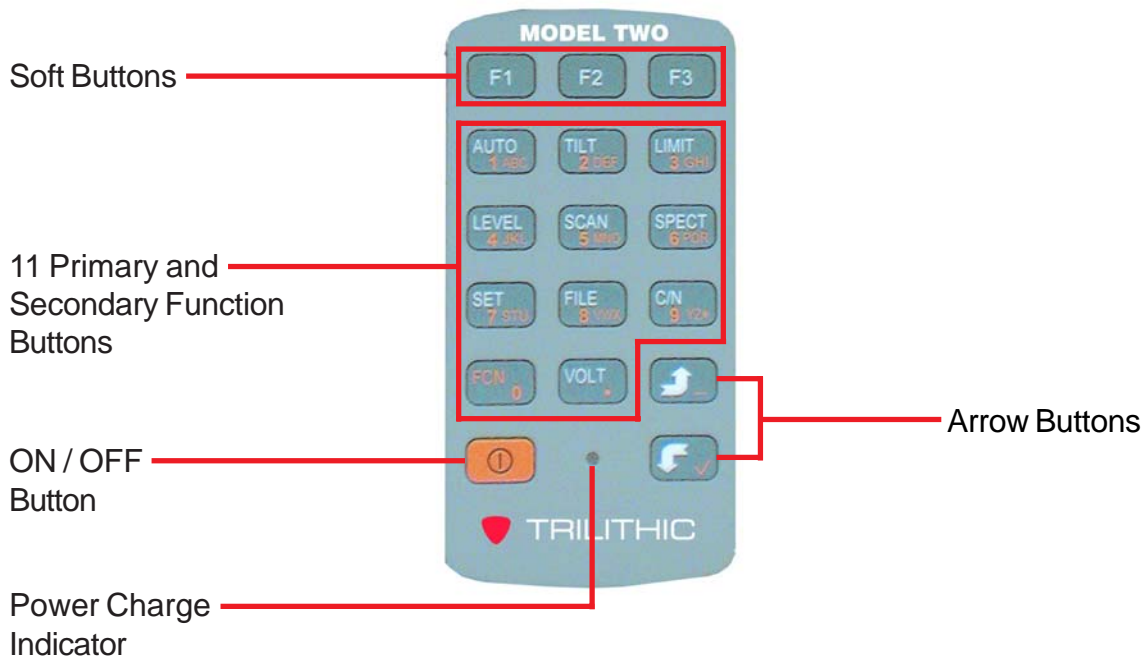 MODEL TWO
Soft Buttons
F1 F2 F3
AUTO TILT LIMIT
1 ABC 2 DEF 3 GHI
LEVEL SCAN SPECT
4 JKL 5 MNO 6 PQR
11 Primary and
Secondary Function
Buttons
SET FILE C/N
7 STU 8 VWX 9
FCN VOLT
0 .
Arrow Buttons
ON / OFF
Button
TRILITHIC
Power Charge
Indicator